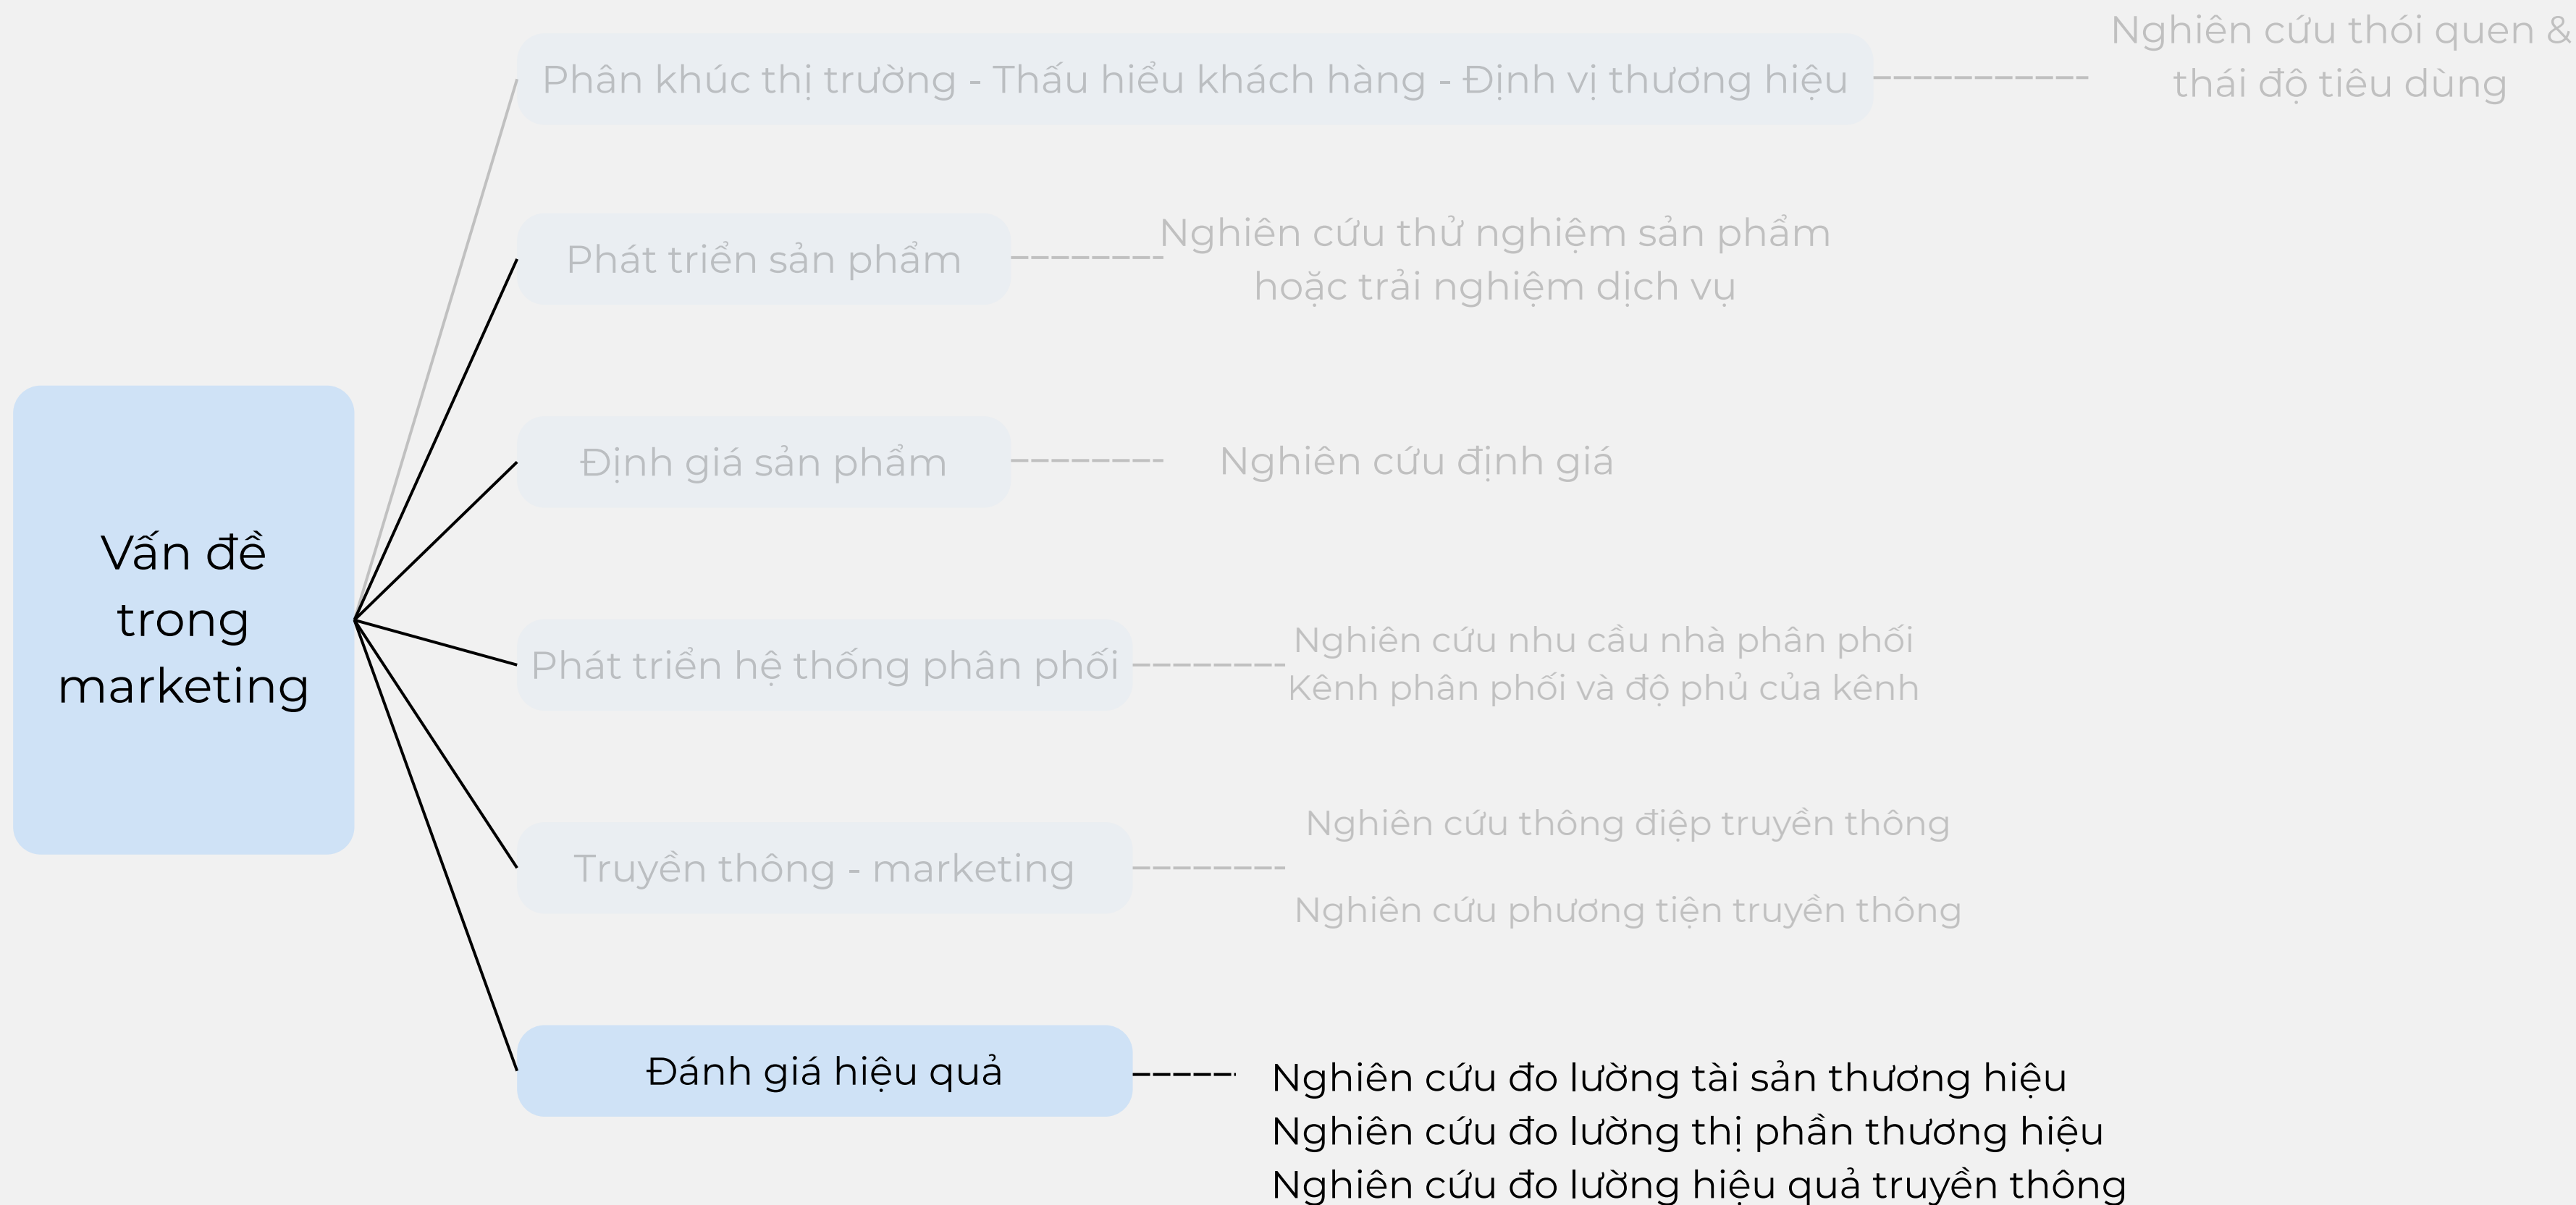 Phân khúc thị trường - Thấu hiểu khách hàng - Định vị thương hiệu
Nghiên cứu thói quen &
thái độ tiêu dùng
Phát triển sản phẩm
Nghiên cứu thử nghiệm sản phẩm
hoặc trải nghiệm dịch vụ
Định giá sản phẩm
Nghiên cứu định giá
Vấn đề
trong
marketing
Phát triển hệ thống phân phối
Nghiên cứu nhu cầu nhà phân phối
Kênh phân phối và độ phủ của kênh
Truyền thông - marketing
Nghiên cứu thông điệp truyền thông
Nghiên cứu phương tiện truyền thông
Đánh giá hiệu quả
Nghiên cứu đo lường tài sản thương hiệu
Nghiên cứu đo lường thị phần thương hiệu
Nghiên cứu đo lường hiệu quả truyền thông